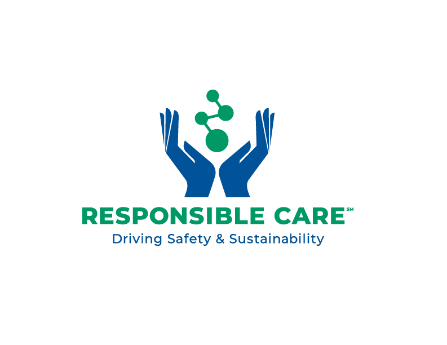 RESPONSIBLE CARE℠
Driving Safety & Sustainability